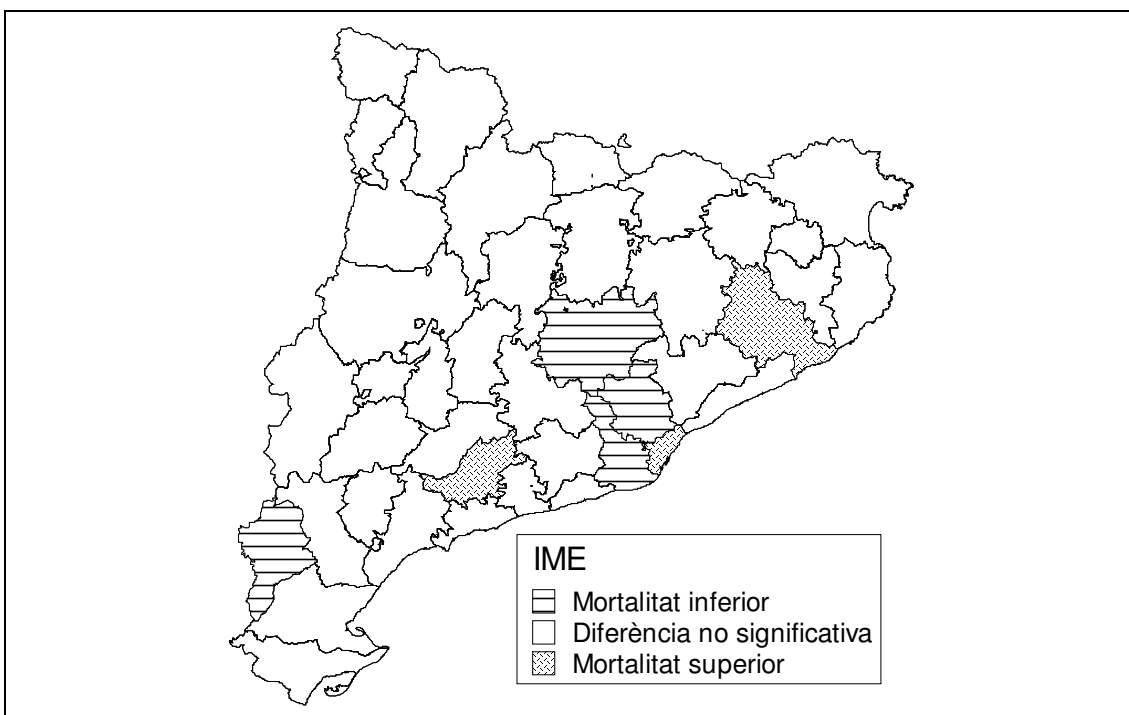 IME
Mortalitat inferior
Diferència no significativa
Mortalitat superior